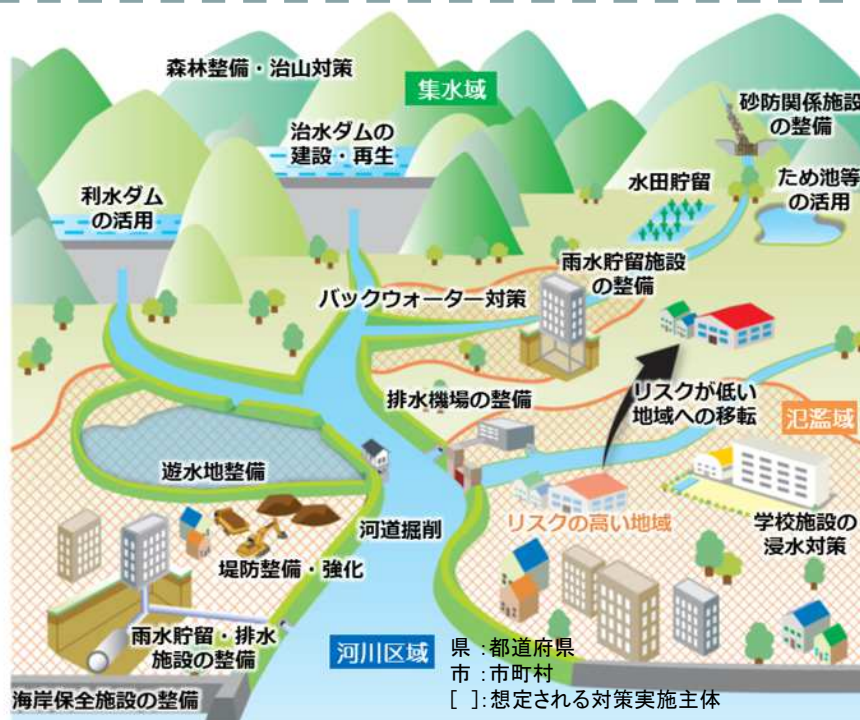 森林整備・治山対策
集水域
砂防関係施設
の整備
治水ダムの
建設・再生
水田貯留
ため池等
の活用
利水ダム
の活用
雨水貯留施設
の整備
バックウォーター対策
排水機場の整備
リスクが低い
地域への移転
氾濫域
遊水地整備
リスクの高い地域
学校施設の
浸水対策
河道掘削
堤防整備・強化
雨水貯留・排水
施設の整備
河川区域
県 :都道府県
市 :市町村
[ ]:想定される対策実施主体
海岸保全施設の整備